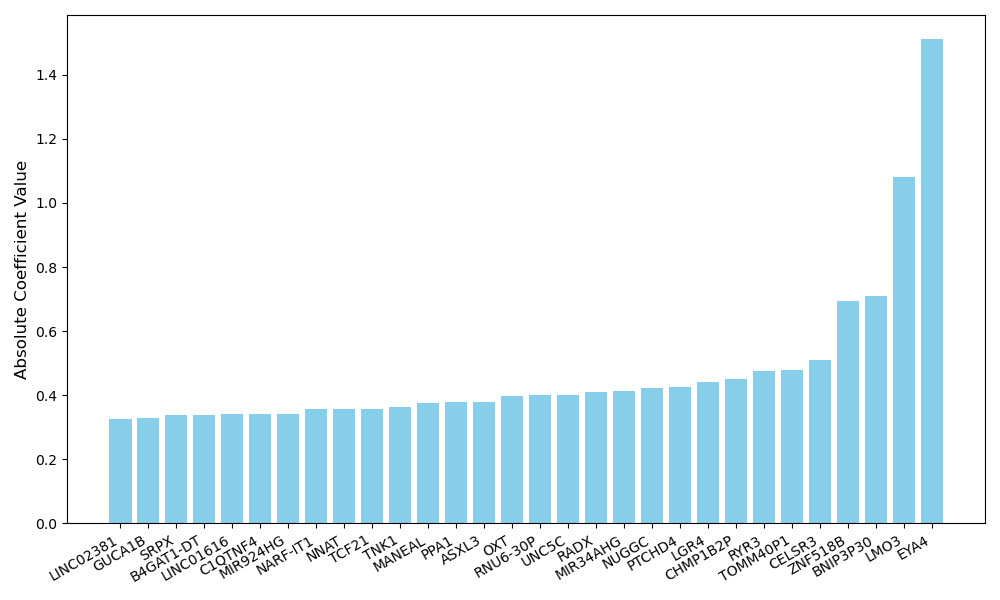 Absolute Coefficient Value
1.4
1.2
1.0
0.8
0.6
0.4
0.2
0.0
LINC02381
GUCA1B
SRPX
B4GAT1-DT
LINC01616
C1QTNF4
MIR924HG
NARF-IT1
NNAT
TCF21
TNK1
MANEAL
PPA1
ASXL3
OXT
RNU6-30P
UNC5C
RADX
MIR34AHG
NUGGC
PTCHD4
LGR4
CHMP1B2P
RYR3
TOMM40P1
CELSR3
ZNF518B
BNIP3P30
LMO3
EYA4